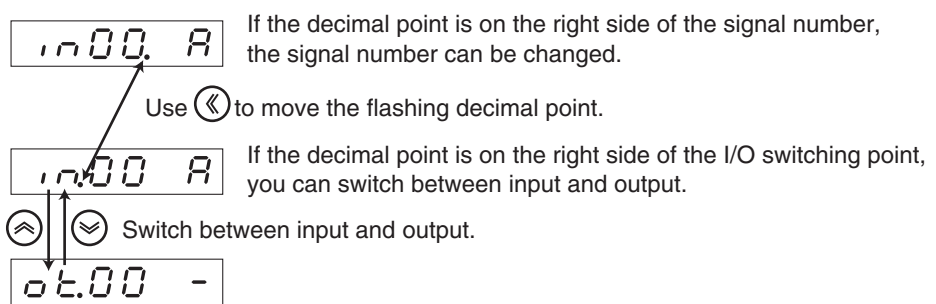 in00. A
If the decimal point is on the right side of the signal number,
the signal number can be changed.
Use to move the flashing decimal point.
in.00 A
If the decimal point is on the right side of the I/O switching point,
you can switch between input and output.
Switch between input and output.
ot.00 -